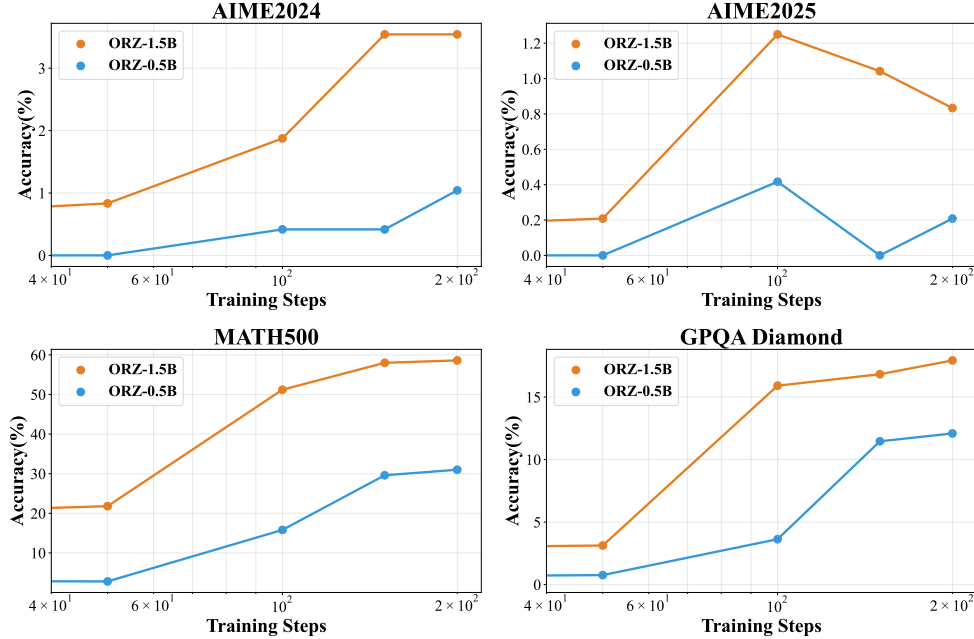 AIME2024
ORZ-1.5B
ORZ-0.5B
Accuracy(%)
3
2
1
0
4 × 10¹
6 × 10¹
10²
2 × 10²
Training Steps
AIME2025
ORZ-1.5B
ORZ-0.5B
Accuracy(%)
1.2
1.0
0.8
0.6
0.4
0.2
0.0
4 × 10¹
6 × 10¹
10²
2 × 10²
Training Steps
MATH500
ORZ-1.5B
ORZ-0.5B
Accuracy(%)
60
50
40
30
20
10
4 × 10¹
6 × 10¹
10²
2 × 10²
Training Steps
GPQA Diamond
ORZ-1.5B
ORZ-0.5B
Accuracy(%)
15
10
5
0
4 × 10¹
6 × 10¹
10²
2 × 10²
Training Steps